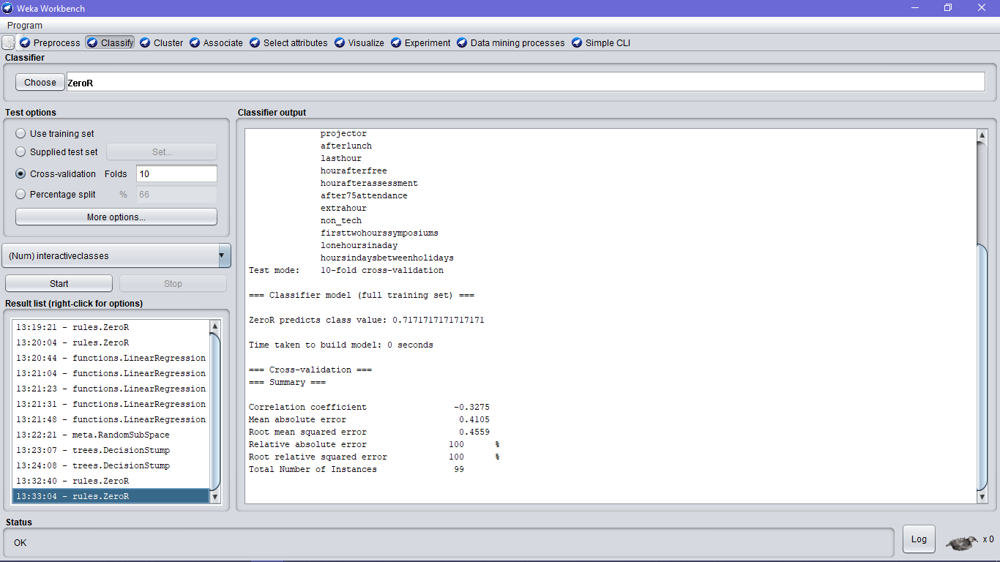 Weka Workbench
Program
Preprocess Classify Cluster Associate Select attributes Visualize Experiment Data mining processes Simple CLI
Classifier
Choose ZeroR
Test options
Use training set
Supplied test set Set...
Cross-validation Folds 10
Percentage split % 66
More options...
(Num) interactiveclasses
Start Stop
Result list (right-click for options)
13:19:21 - rules.ZeroR
13:20:04 - rules.ZeroR
13:20:44 - functions.LinearRegression
13:21:04 - functions.LinearRegression
13:21:23 - functions.LinearRegression
13:21:31 - functions.LinearRegression
13:21:48 - functions.LinearRegression
13:22:21 - meta.RandomSubSpace
13:23:07 - trees.DecisionStump
13:24:08 - trees.DecisionStump
13:32:40 - rules.ZeroR
13:33:04 - rules.ZeroR
Classifier output
projector
afterlunch
lasthour
hourafterfree
hourafterassessment
after75attendance
extrahour
non_tech
firsttwohourssymposiums
lonehoursinaday
hoursindaysbetweenholidays
Test mode: 10-fold cross-validation
=== Classifier model (full training set) ===
ZeroR predicts class value: 0.7171717171717171
Time taken to build model: 0 seconds
=== Cross-validation ===
=== Summary ===
Correlation coefficient -0.3275
Mean absolute error 0.4105
Root mean squared error 0.4559
Relative absolute error 100 %
Root relative squared error 100 %
Total Number of Instances 99
Status
OK
Log
x 0